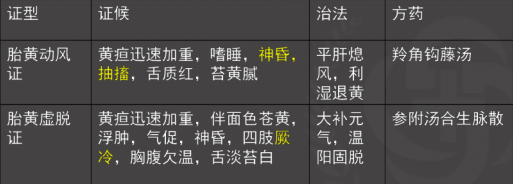 证型 证候 治法 方药
胎黄动风证 黄疸迅速加重，嗜睡，神昏，抽搐，舌质红，苔黄腻 平肝熄风，利湿退黄 羚角钩藤汤
胎黄虚脱证 黄疸迅速加重，伴面色苍黄，浮肿，气促，神昏，四肢厥冷，胸腹欠温，舌淡苔白 大补元气，温阳固脱 参附汤合生脉散